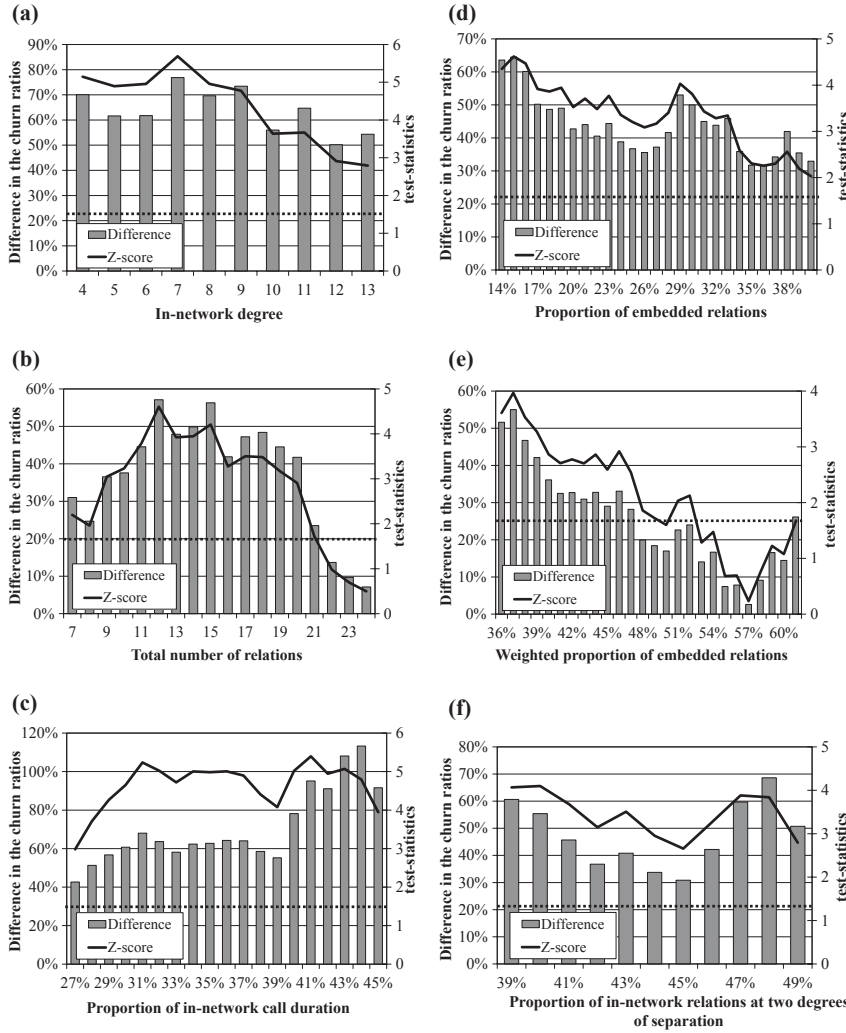 (a)
90%
80%
70%
60%
50%
40%
30%
20%
10%
0%
6
5
4
3
2
1
0
Difference in the churn ratios
test-statistics
Difference
Z-score
4 5 6 7 8 9 10 11 12 13
In-network degree
(d)
70%
60%
50%
40%
30%
20%
10%
0%
5
4
3
2
1
0
Difference in the churn ratios
test-statistics
Difference
Z-score
14% 17% 20% 23% 26% 29% 32% 35% 38%
Proportion of embedded relations
(b)
60%
50%
40%
30%
20%
10%
0%
5
4
3
2
1
0
Difference in the churn ratios
test-statistics
Difference
Z-score
7 9 11 13 15 17 19 21 23
Total number of relations
(e)
60%
50%
40%
30%
20%
10%
0%
4
3
2
1
0
Difference in the churn ratios
test-statistics
Difference
Z-score
36% 39% 42% 45% 48% 51% 54% 57% 60%
Weighted proportion of embedded relations
(c)
120%
100%
80%
60%
40%
20%
0%
6
5
4
3
2
1
0
Difference in the churn ratios
test-statistics
Difference
Z-score
27% 29% 31% 33% 35% 37% 39% 41% 43% 45%
Proportion of in-network call duration
(f)
80%
70%
60%
50%
40%
30%
20%
10%
0%
5
4
3
2
1
0
Difference in the churn ratios
test-statistics
Difference
Z-score
39% 41% 43% 45% 47% 49%
Proportion of in-network relations at two degrees
of separation